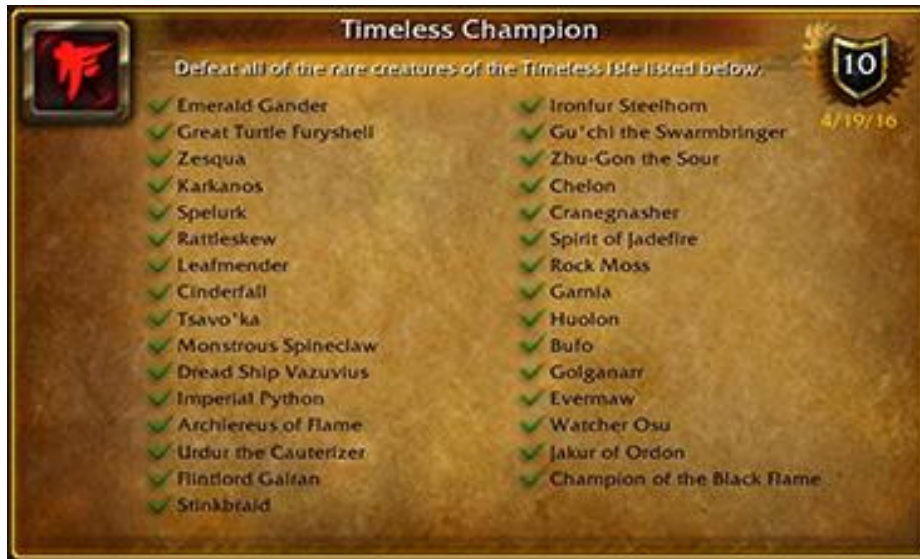 Timeless Champion
Defeat all of the rare creatures of the Timeless Isle listed below.
10
4/19/16
Emerald Gander
Great Turtle Furyshell
Zesqua
Karkanos
Spelurk
Rattleskew
Leafmender
Cinderfall
Tsavo'ka
Monstrous Spineclaw
Dread Ship Vazuvius
Imperial Python
Archiereus of Flame
Urdur the Cauterizer
Flintlord Gairan
Stinkbraid
Ironfur Steelhorn
Gu'chi the Swarmbringer
Zhu-Gon the Sour
Chelon
Cranegnasher
Spirit of Jadefire
Rock Moss
Garnia
Huolon
Bufo
Golganarr
Evermaw
Watcher Osu
Jakur of Ordon
Champion of the Black Flame